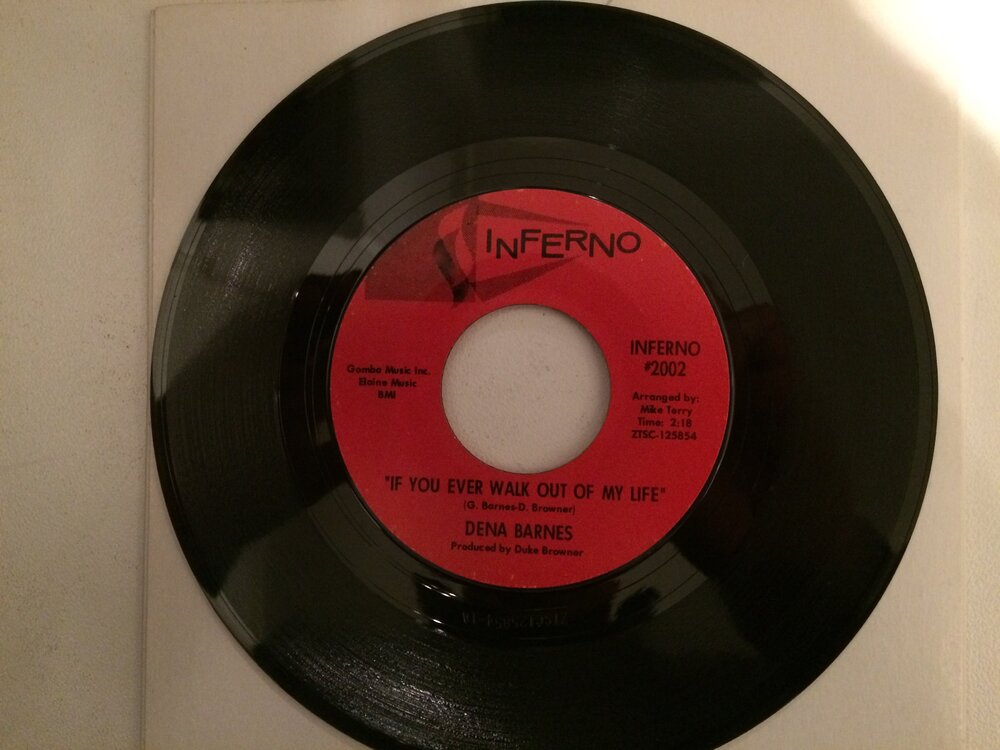 INFERNO
INFERNO
#2002
Gomba Music Inc.
Elaine Music
BMI
Arranged by:
Mike Terry
Time: 2:18
ZTSC-125854
"IF YOU EVER WALK OUT OF MY LIFE"
(G. Barnes-D. Browner)
DENA BARNES
Produced by Duke Browner